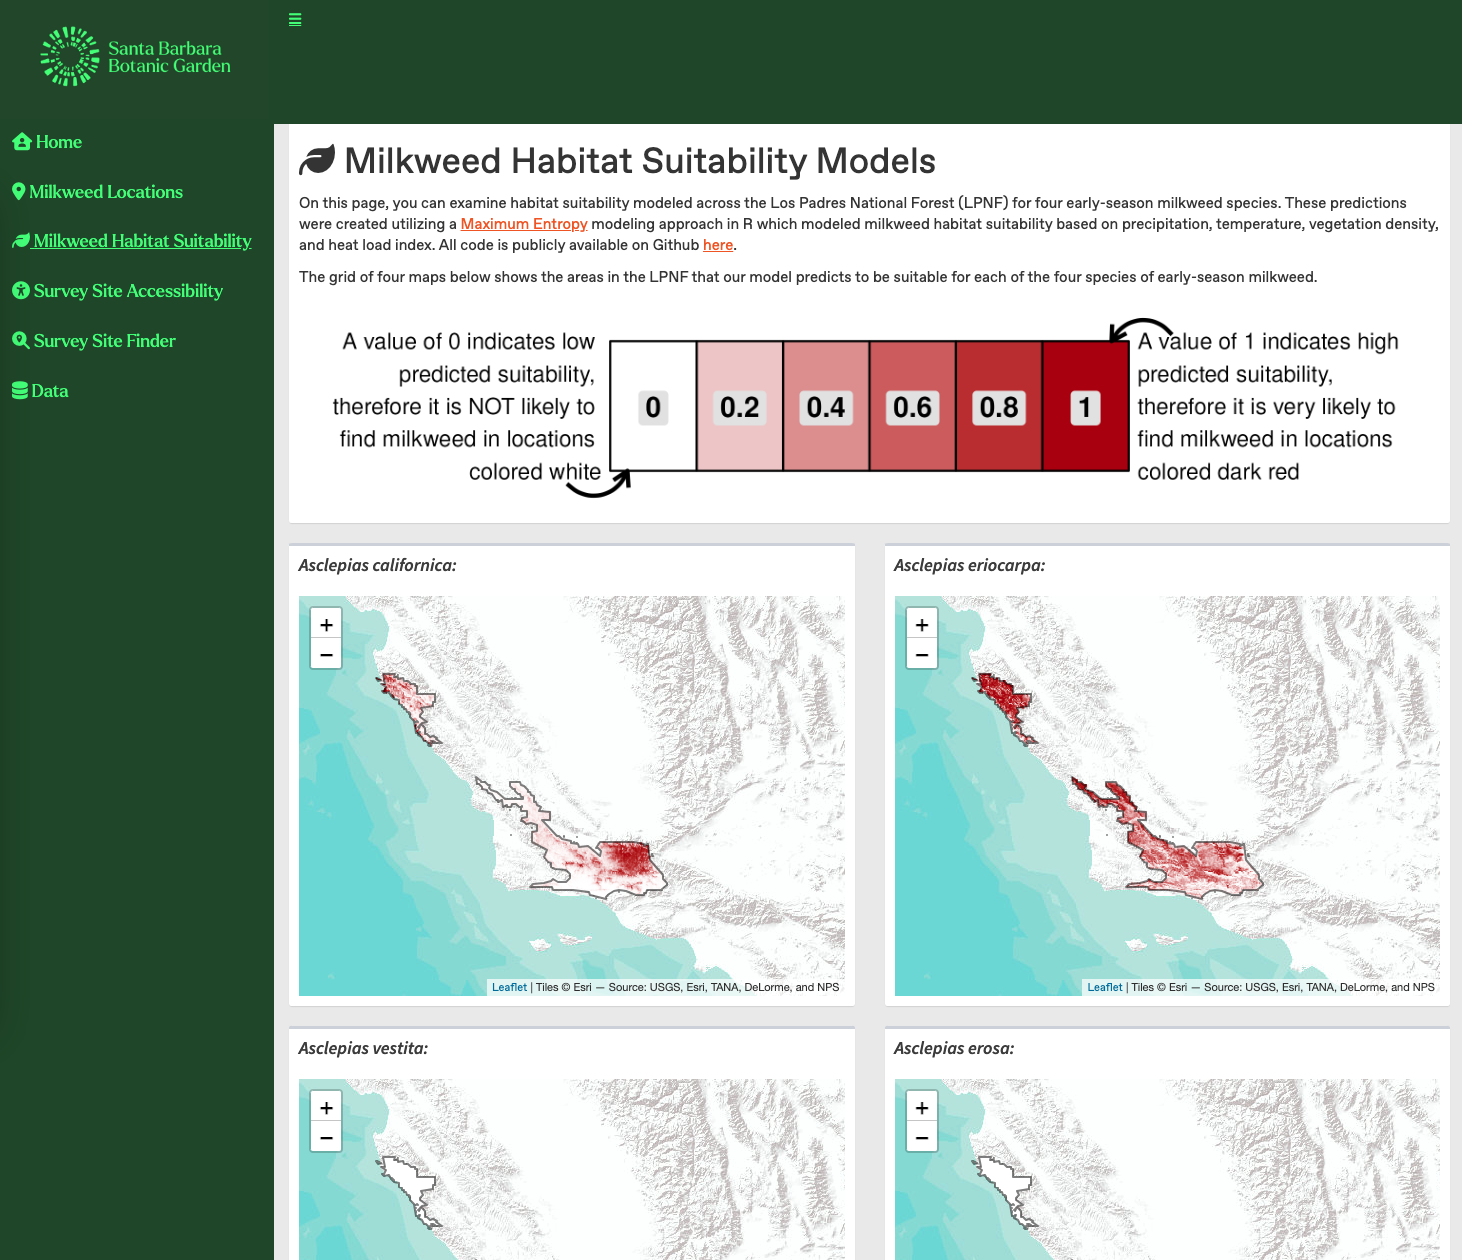 Santa Barbara
Botanic Garden
Home
Milkweed Locations
Milkweed Habitat Suitability
Survey Site Accessibility
Survey Site Finder
Data
Milkweed Habitat Suitability Models
On this page, you can examine habitat suitability modeled across the Los Padres National Forest (LPNF) for four early-season milkweed species. These predictions
were created utilizing a Maximum Entropy modeling approach in R which modeled milkweed habitat suitability based on precipitation, temperature, vegetation density,
and heat load index. All code is publicly available on Github here.
The grid of four maps below shows the areas in the LPNF that our model predicts to be suitable for each of the four species of early-season milkweed.
A value of 0 indicates low
predicted suitability,
therefore it is NOT likely to
find milkweed in locations
colored white
0 0.2 0.4 0.6 0.8 1
A value of 1 indicates high
predicted suitability,
therefore it is very likely to
find milkweed in locations
colored dark red
Asclepias californica:
+
−
Leaflet | Tiles © Esri — Source: USGS, Esri, TANA, DeLorme, and NPS
Asclepias eriocarpa:
+
−
Leaflet | Tiles © Esri — Source: USGS, Esri, TANA, DeLorme, and NPS
Asclepias vestita:
+
−
Asclepias erosa:
+
−